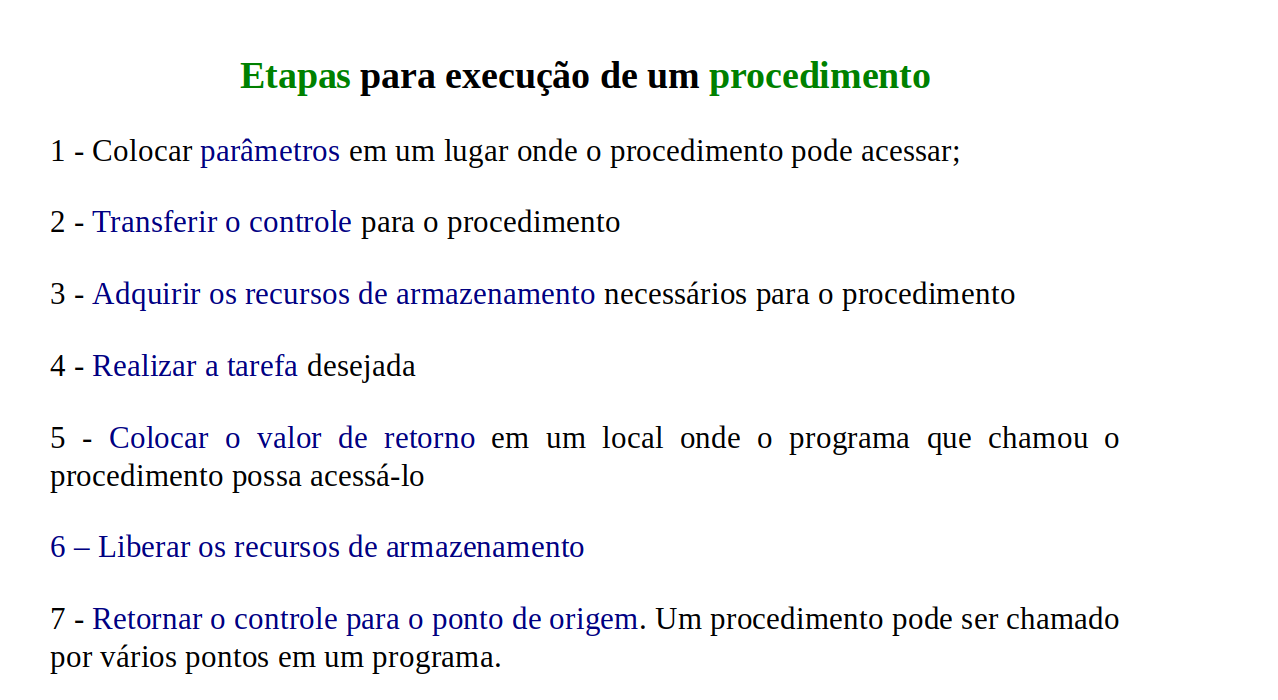 Etapas para execução de um procedimento
1 - Colocar parâmetros em um lugar onde o procedimento pode acessar;
2 - Transferir o controle para o procedimento
3 - Adquirir os recursos de armazenamento necessários para o procedimento
4 - Realizar a tarefa desejada
5 - Colocar o valor de retorno em um local onde o programa que chamou o
procedimento possa acessá-lo
6 – Liberar os recursos de armazenamento
7 - Retornar o controle para o ponto de origem. Um procedimento pode ser chamado
por vários pontos em um programa.